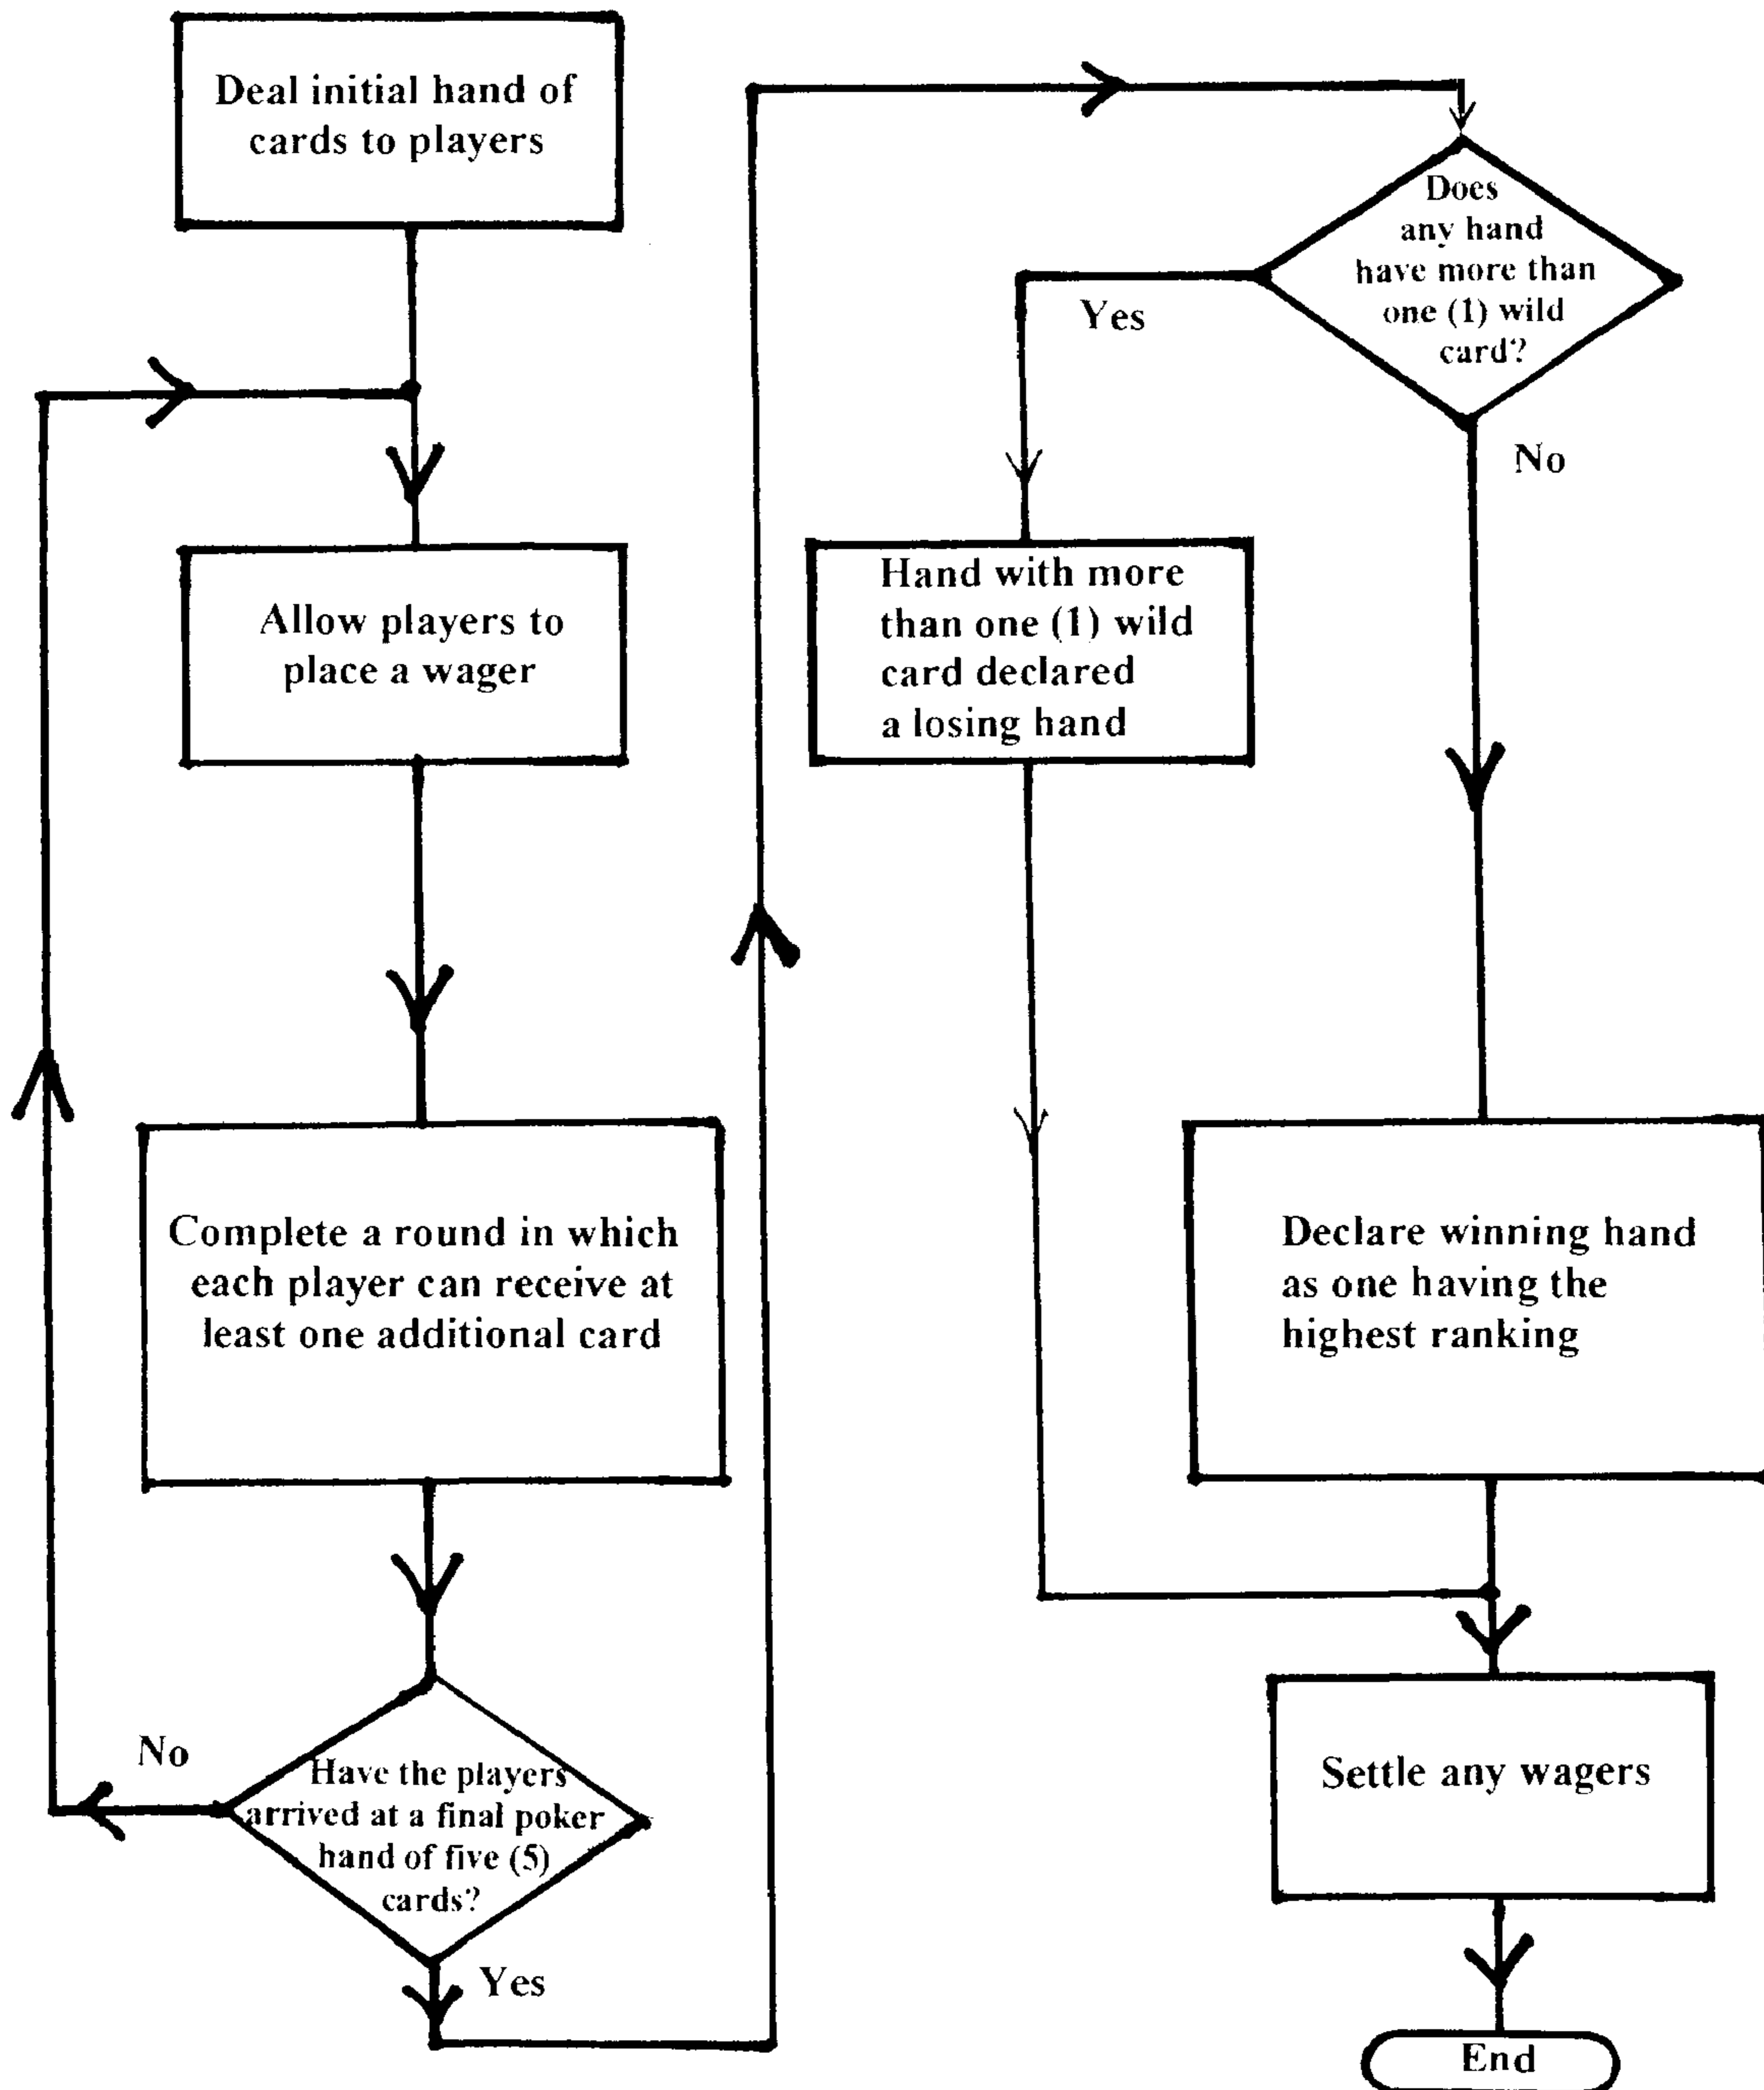 Deal initial hand of
cards to players
Allow players to
place a wager
Complete a round in which
each player can receive at
least one additional card
No
Have the players
arrived at a final poker
hand of five (5)
cards?
Yes
Does
any hand
have more than
one (1) wild
card?
Yes
No
Hand with more
than one (1) wild
card declared
a losing hand
Declare winning hand
as one having the
highest ranking
Settle any wagers
End